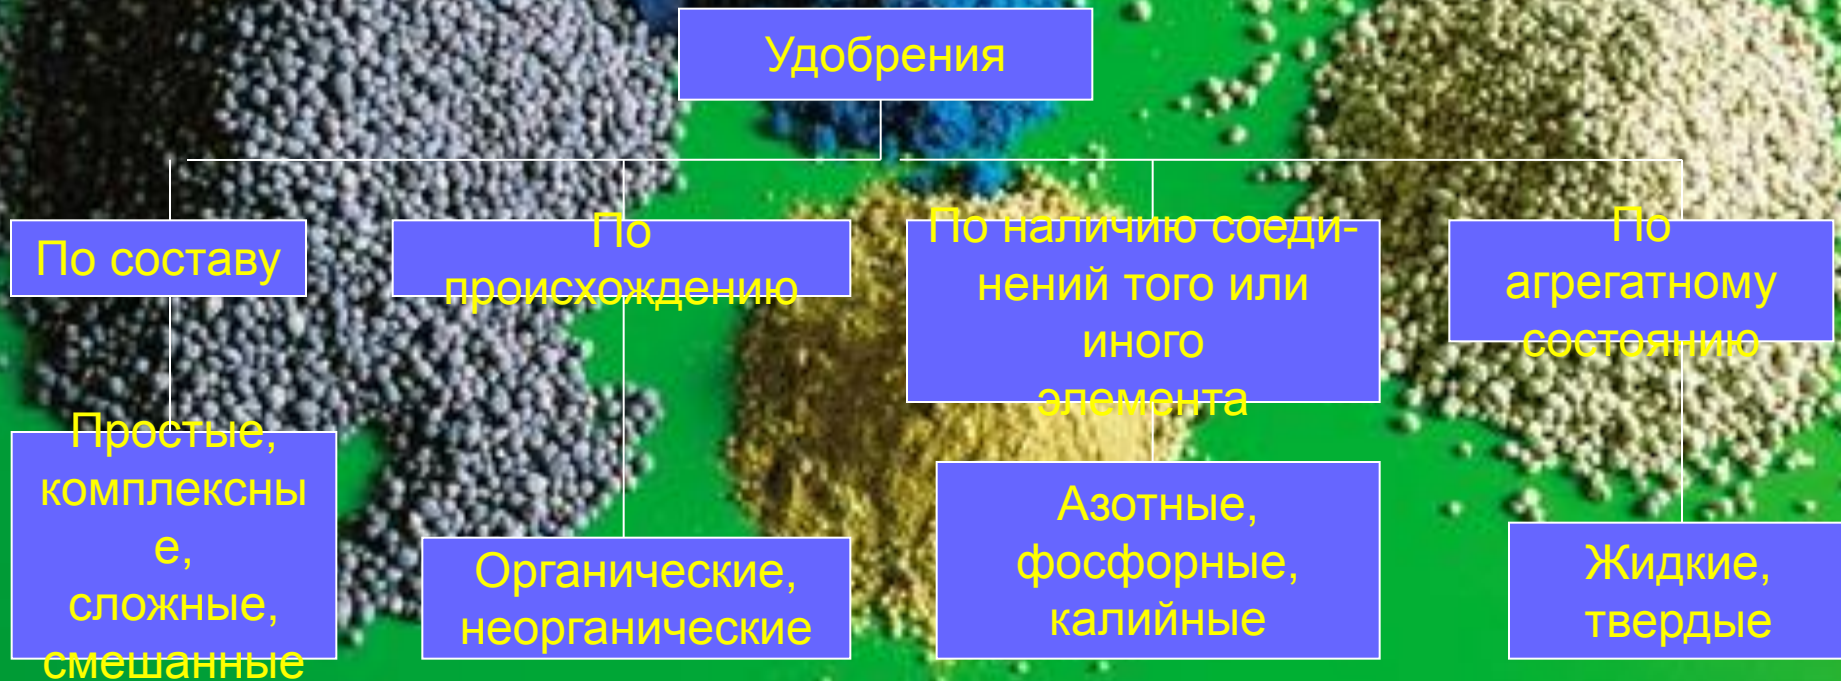 Удобрения
По составу
По
происхождению
По наличию соеди-
нений того или
иного
элемента
По
агрегатному
состоянию
Простые,
комплексны
е,
сложные,
смешанные
Органические,
неорганические
Азотные,
фосфорные,
калийные
Жидкие,
твердые